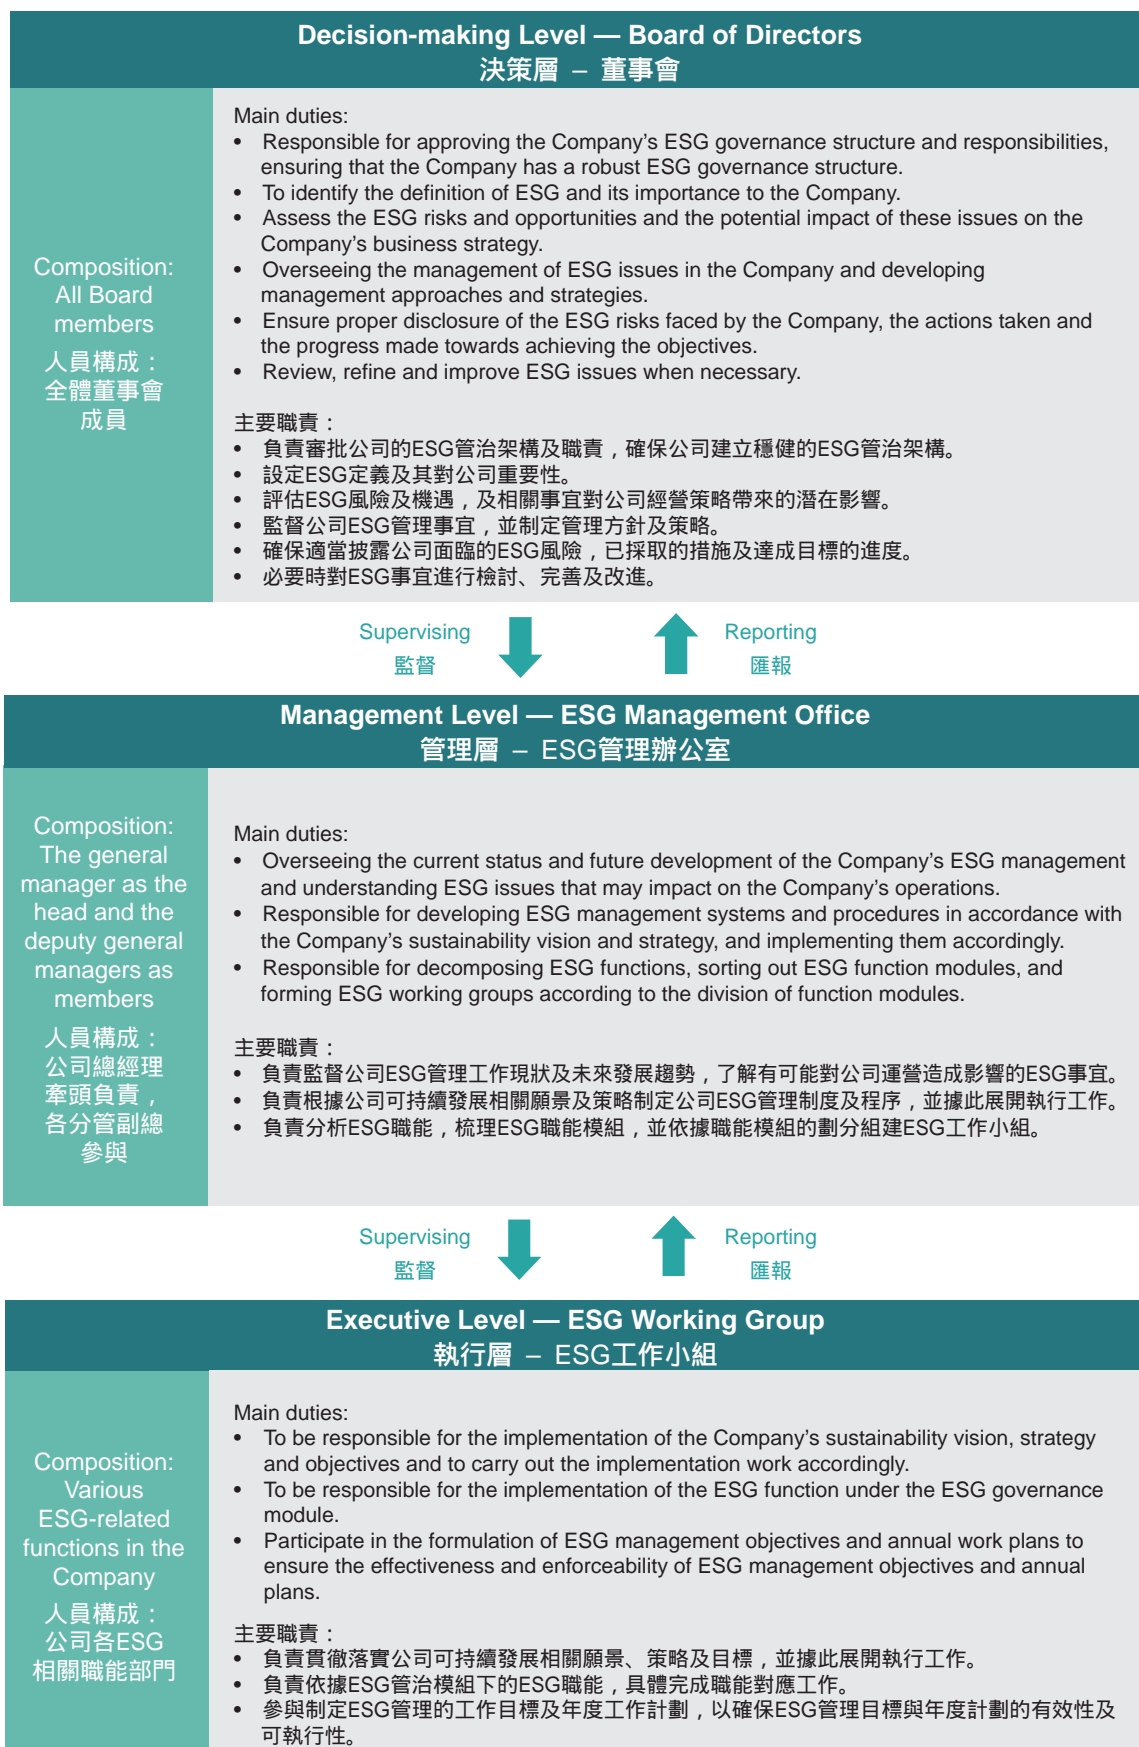 Decision-making Level — Board of Directors
決策層 – 董事會
Composition:
All Board
members
人員構成：
全體董事會
成員
Main duties:
• Responsible for approving the Company's ESG governance structure and responsibilities,
ensuring that the Company has a robust ESG governance structure.
• To identify the definition of ESG and its importance to the Company.
• Assess the ESG risks and opportunities and the potential impact of these issues on the
Company's business strategy.
• Overseeing the management of ESG issues in the Company and developing
management approaches and strategies.
• Ensure proper disclosure of the ESG risks faced by the Company, the actions taken and
the progress made towards achieving the objectives.
• Review, refine and improve ESG issues when necessary.
主要職責：
• 負責審批公司的ESG管治架構及職責，確保公司建立穩健的ESG管治架構。
• 設定ESG定義及其對公司重要性。
• 評估ESG風險及機遇，及相關事宜對公司經營策略帶來的潛在影響。
• 監督公司ESG管理事宜，並制定管理方針及策略。
• 確保適當披露公司面臨的ESG風險，已採取的措施及達成目標的進度。
• 必要時對ESG事宜進行檢討、完善及改進。
Supervising
監督
Reporting
匯報
Management Level — ESG Management Office
管理層 – ESG管理辦公室
Composition:
The general
manager as the
head and the
deputy general
managers as
members
人員構成：
公司總經理
牽頭負責，
各分管副總
參與
Main duties:
• Overseeing the current status and future development of the Company's ESG management
and understanding ESG issues that may impact on the Company's operations.
• Responsible for developing ESG management systems and procedures in accordance with
the Company's sustainability vision and strategy, and implementing them accordingly.
• Responsible for decomposing ESG functions, sorting out ESG function modules, and
forming ESG working groups according to the division of function modules.
主要職責：
• 負責監督公司ESG管理工作現狀及未來發展趨勢，了解有可能對公司運營造成影響的ESG事宜。
• 負責根據公司可持續發展相關願景及策略制定公司ESG管理制度及程序，並據此展開執行工作。
• 負責分析ESG職能，梳理ESG職能模組，並依據職能模組的劃分組建ESG工作小組。
Supervising
監督
Reporting
匯報
Executive Level — ESG Working Group
執行層 – ESG工作小組
Composition:
Various
ESG-related
functions in the
Company
人員構成：
公司各ESG
相關職能部門
Main duties:
• To be responsible for the implementation of the Company's sustainability vision, strategy
and objectives and to carry out the implementation work accordingly.
• To be responsible for the implementation of the ESG function under the ESG governance
module.
• Participate in the formulation of ESG management objectives and annual work plans to
ensure the effectiveness and enforceability of ESG management objectives and annual
plans.
主要職責：
• 負責貫徹落實公司可持續發展相關願景、策略及目標，並據此展開執行工作。
• 負責依據ESG管治模組下的ESG職能，具體完成職能對應工作。
• 參與制定ESG管理的工作目標及年度工作計劃，以確保ESG管理目標與年度計劃的有效性及
可執行性。